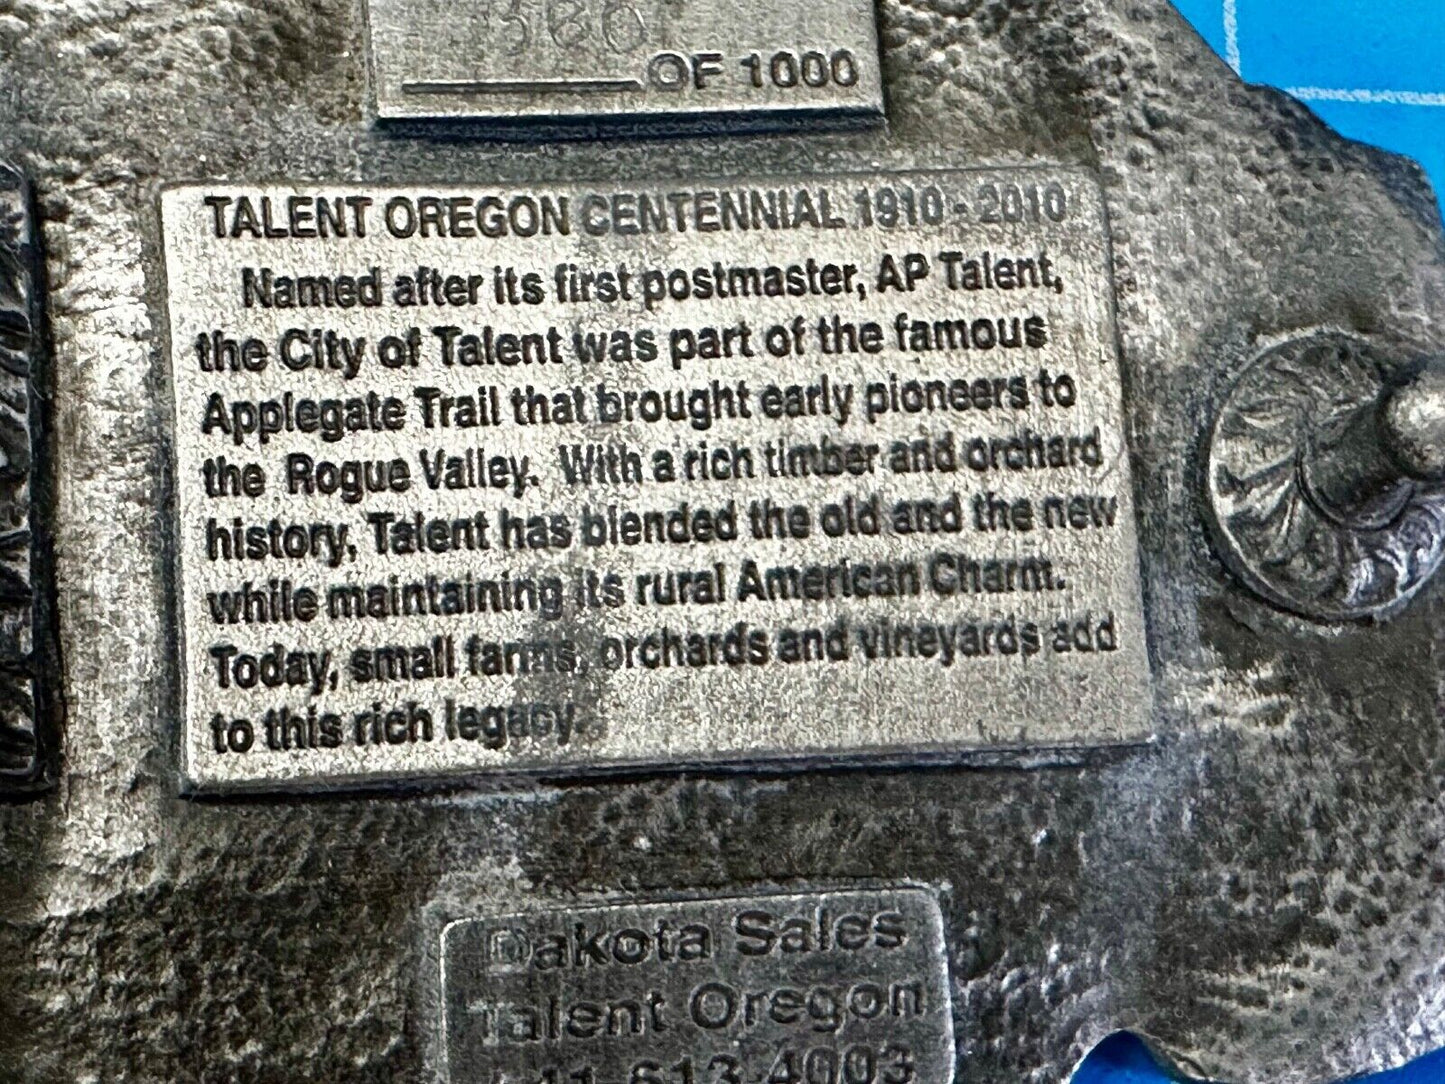 OF 1000
TALENT OREGON CENTENNIAL 1910 - 2010
Named after its first postmaster, AP Talent,
the City of Talent was part of the famous
Applegate Trail that brought early pioneers to
the Rogue Valley. With a rich timber and orchard
history, Talent has blended the old and the new
while maintaining its rural American Charm.
Today, small farms, orchards and vineyards add
to this rich legacy.
Dakota Sales
Talent Oregon
613-4003